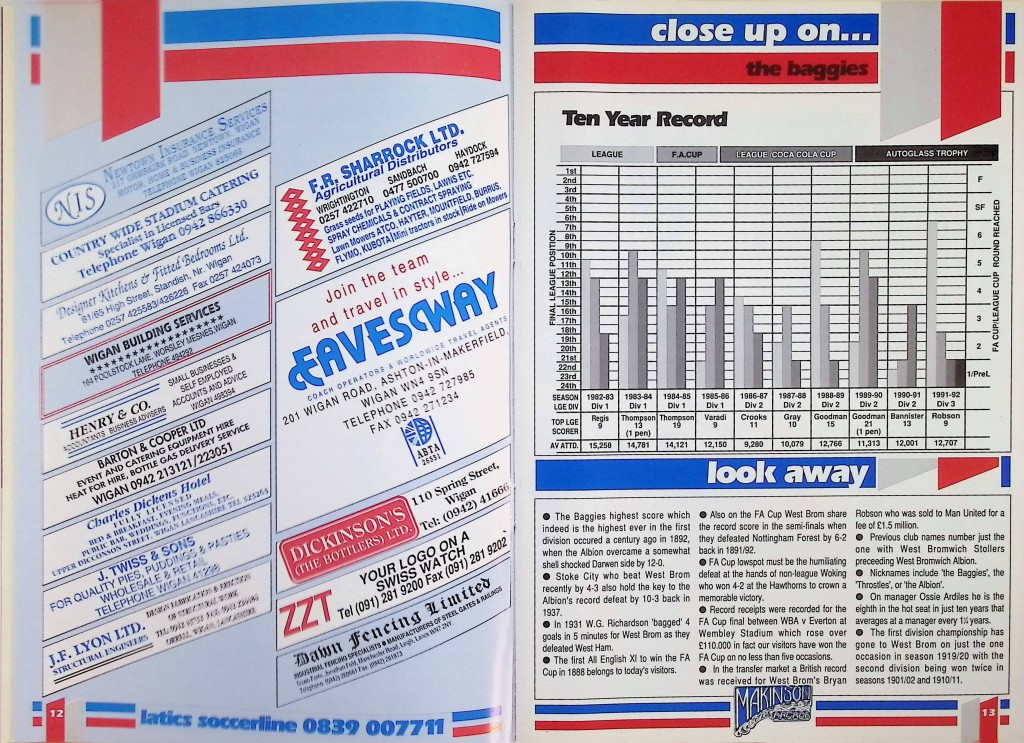 NEWTOWN INSURANCE SERVICES
NIS
COUNTRY WIDE STADIUM CATERING
Specialist in Licensed Bars
Telephone Wigan 0942 866330
Designer Kitchens & Fitted Bedrooms Ltd.
61/65 High Street, Standish, Nr. Wigan
Telephone 0257 425583/426226 Fax 0257 424073
WIGAN BUILDING SERVICES
164 POOLSTOCK LANE, WORSLEY MESNES, WIGAN
TELEPHONE 494292
HENRY & CO.
ACCOUNTANTS BUSINESS ADVISERS
SMALL BUSINESSES &
SELF EMPLOYED
ACCOUNTS AND ADVICE
WIGAN 498394
BARTON & COOPER LTD
EVENT AND CATERING EQUIPMENT HIRE
HEAT FOR HIRE, BOTTLE GAS DELIVERY SERVICE
WIGAN 0942 213121/223051
Charles Dickens Hotel
FULLY LICENSED
BED & BREAKFAST, EVENING MEALS,
PUBLIC BAR, WEDDINGS, FUNCTIONS, ETC.
UPPER DICCONSON STREET, WIGAN LANCASHIRE TEL 323263
J. TWISS & SONS
FOR QUALITY PIES, PUDDINGS & PASTIES
WHOLESALE & RETAIL
TELEPHONE WIGAN 41238
J.F. LYON LTD.
STRUCTURAL ENGINEERS
DESIGN FABRICATION & ERECTION
OF STRUCTURAL WORK
ORRELL, WIGAN, LANCASHIRE
F.R. SHARROCK LTD.
Agricultural Distributors
WRIGHTINGTON SANDBACH HAYDOCK
0257 422710 0477 500700 0942 727594
Grass seeds for PLAYING FIELDS, LAWNS ETC.
SPRAY CHEMICALS & CONTRACT SPRAYING
Lawn Mowers ATCO, HAYTER, MOUNTFIELD, BURRUS,
FLYMO, KUBOTA | Mini tractors in stock | Ride on Mowers
Join the team
and travel in style...
EAVESWAY
COACH OPERATORS & WORLDWIDE TRAVEL AGENTS
201 WIGAN ROAD, ASHTON-IN-MAKERFIELD,
WIGAN WN4 9SN
TELEPHONE 0942 727985
FAX 0942 271234
ABTA
26551
DICKINSON'S
(THE BOTTLERS) LTD.
110 Spring Street,
Wigan
Tel: (0942) 41666
YOUR LOGO ON A
SWISS WATCH
ZZT Tel (091) 281 9200 Fax (091) 281 9202
Dawn Fencing Limited
INDUSTRIAL FENCING SPECIALISTS • MANUFACTURERS OF STEEL GATES & RAILINGS
12
latics soccerline 0839 007711
close up on...
the baggies
Ten Year Record
LEAGUE F.A.CUP LEAGUE/COCA COLA CUP AUTOGLASS TROPHY
FINAL LEAGUE POSITION
1st
2nd
3rd
4th
5th
6th
7th
8th
9th
10th
11th
12th
13th
14th
15th
16th
17th
18th
19th
20th
21st
22nd
23rd
24th
F
SF
6
5
4
3
2
1/PreL
FA CUP/LEAGUE CUP ROUND REACHED
SEASON 1982-83 1983-84 1984-85 1985-86 1986-87 1987-88 1988-89 1989-90 1990-91 1991-92
LGE DIV Div 1 Div 1 Div 1 Div 1 Div 2 Div 2 Div 2 Div 2 Div 2 Div 3
TOP LGE SCORER Regis 9 Thompson 13 (1 pen) Thompson 19 Varadi 9 Crooks 11 Gray 10 Goodman 15 Goodman 21 (1 pen) Bannister 13 Robson 9
AV ATTD. 15,258 14,781 14,121 12,150 9,280 10,079 12,766 11,313 12,001 12,707
look away
● The Baggies highest score which
indeed is the highest ever in the first
division occured a century ago in 1892,
when the Albion overcame a somewhat
shell shocked Darwen side by 12-0.
● Stoke City who beat West Brom
recently by 4-3 also hold the key to the
Albion's record defeat by 10-3 back in
1937.
● In 1931 W.G. Richardson 'bagged' 4
goals in 5 minutes for West Brom as they
defeated West Ham.
● The first All English XI to win the FA
Cup in 1888 belongs to today's visitors.
● Also on the FA Cup West Brom share
the record score in the semi-finals when
they defeated Nottingham Forest by 6-2
back in 1891/92.
● FA Cup lowspot must be the humiliating
defeat at the hands of non-league Woking
who won 4-2 at the Hawthorns to crown a
memorable victory.
● Record receipts were recorded for the
FA Cup final between WBA v Everton at
Wembley Stadium which rose over
£110.000 in fact our visitors have won the
FA Cup on no less than five occasions.
● In the transfer market a British record
was received for West Brom's Bryan
Robson who was sold to Man United for a
fee of £1.5 million.
● Previous club names number just the
one with West Bromwich Stollers
preceeding West Bromwich Albion.
● Nicknames include 'the Baggies', the
'Throstles', or the 'Albion'.
● On manager Ossie Ardiles he is the
eighth in the hot seat in just ten years that
averages at a manager every 1¼ years.
● The first division championship has
gone to West Brom on just the one
occasion in season 1919/20 with the
second division being won twice in
seasons 1901/02 and 1910/11.
MAKINSON
ARCADE
13